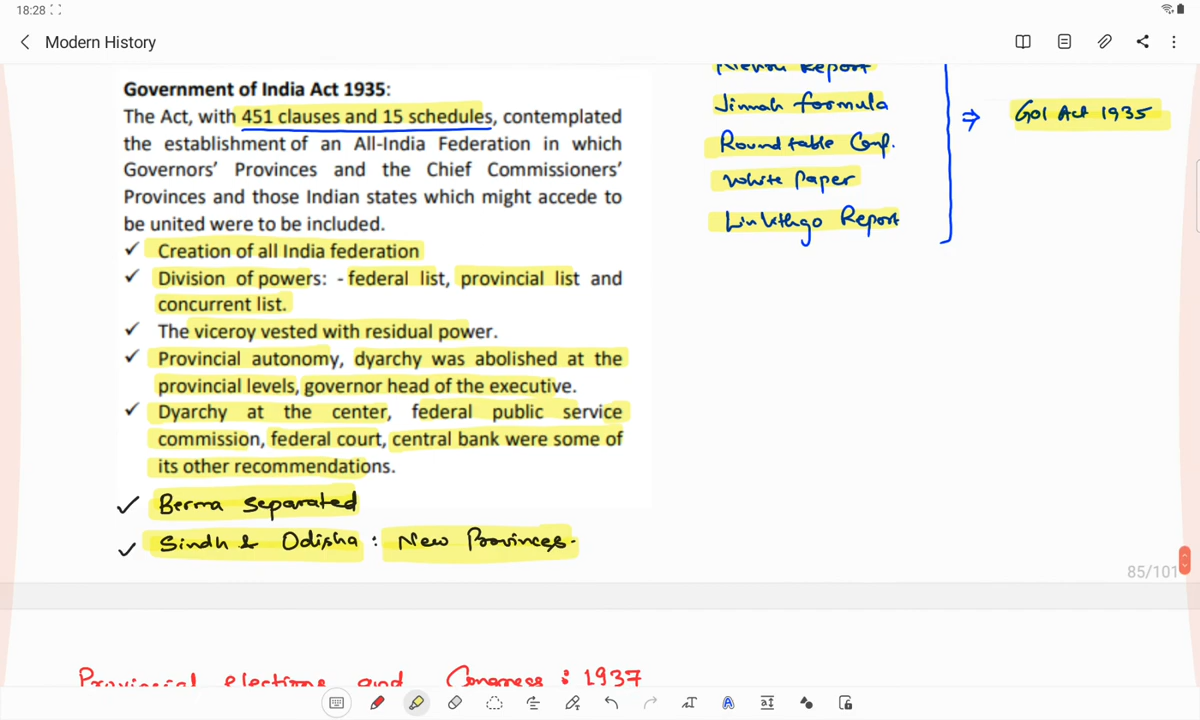 18:28
Modern History
Government of India Act 1935:
The Act, with 451 clauses and 15 schedules, contemplated
the establishment of an All-India Federation in which
Governors’ Provinces and the Chief Commissioners’
Provinces and those Indian states which might accede to
be united were to be included.
✓ Creation of all India federation
✓ Division of powers: - federal list, provincial list and
concurrent list.
✓ The viceroy vested with residual power.
✓ Provincial autonomy, dyarchy was abolished at the
provincial levels, governor head of the executive.
✓ Dyarchy at the center, federal public service
commission, federal court, central bank were some of
its other recommendations.
✓ Berma Separated
✓ Sindh & Odisha : New Provinces.
Nehru Report
Jinnah formula
Round table Conf.
White Paper
Linlithgo Report
⇒ GOI Act 1935
85/101
Provincial elections and Congress : 1937